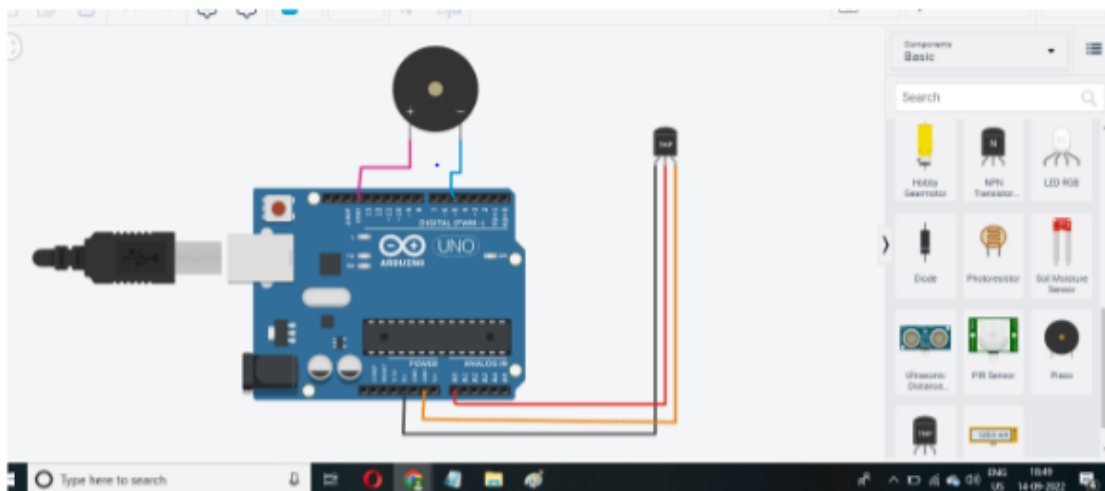 Components
Basic
Search
Hobby
Gearmotor
NPN
Transistor...
LED RGB
Diode
Photoresistor
Soil Moisture
Sensor
Ultrasonic
Distance...
PIR Sensor
Piezo
TMP
TMP
N
+
−
DIGITAL (PWM~)
UNO
ARDUINO
POWER
ANALOG IN
Type here to search
ENG
US
18:49
14-09-2022